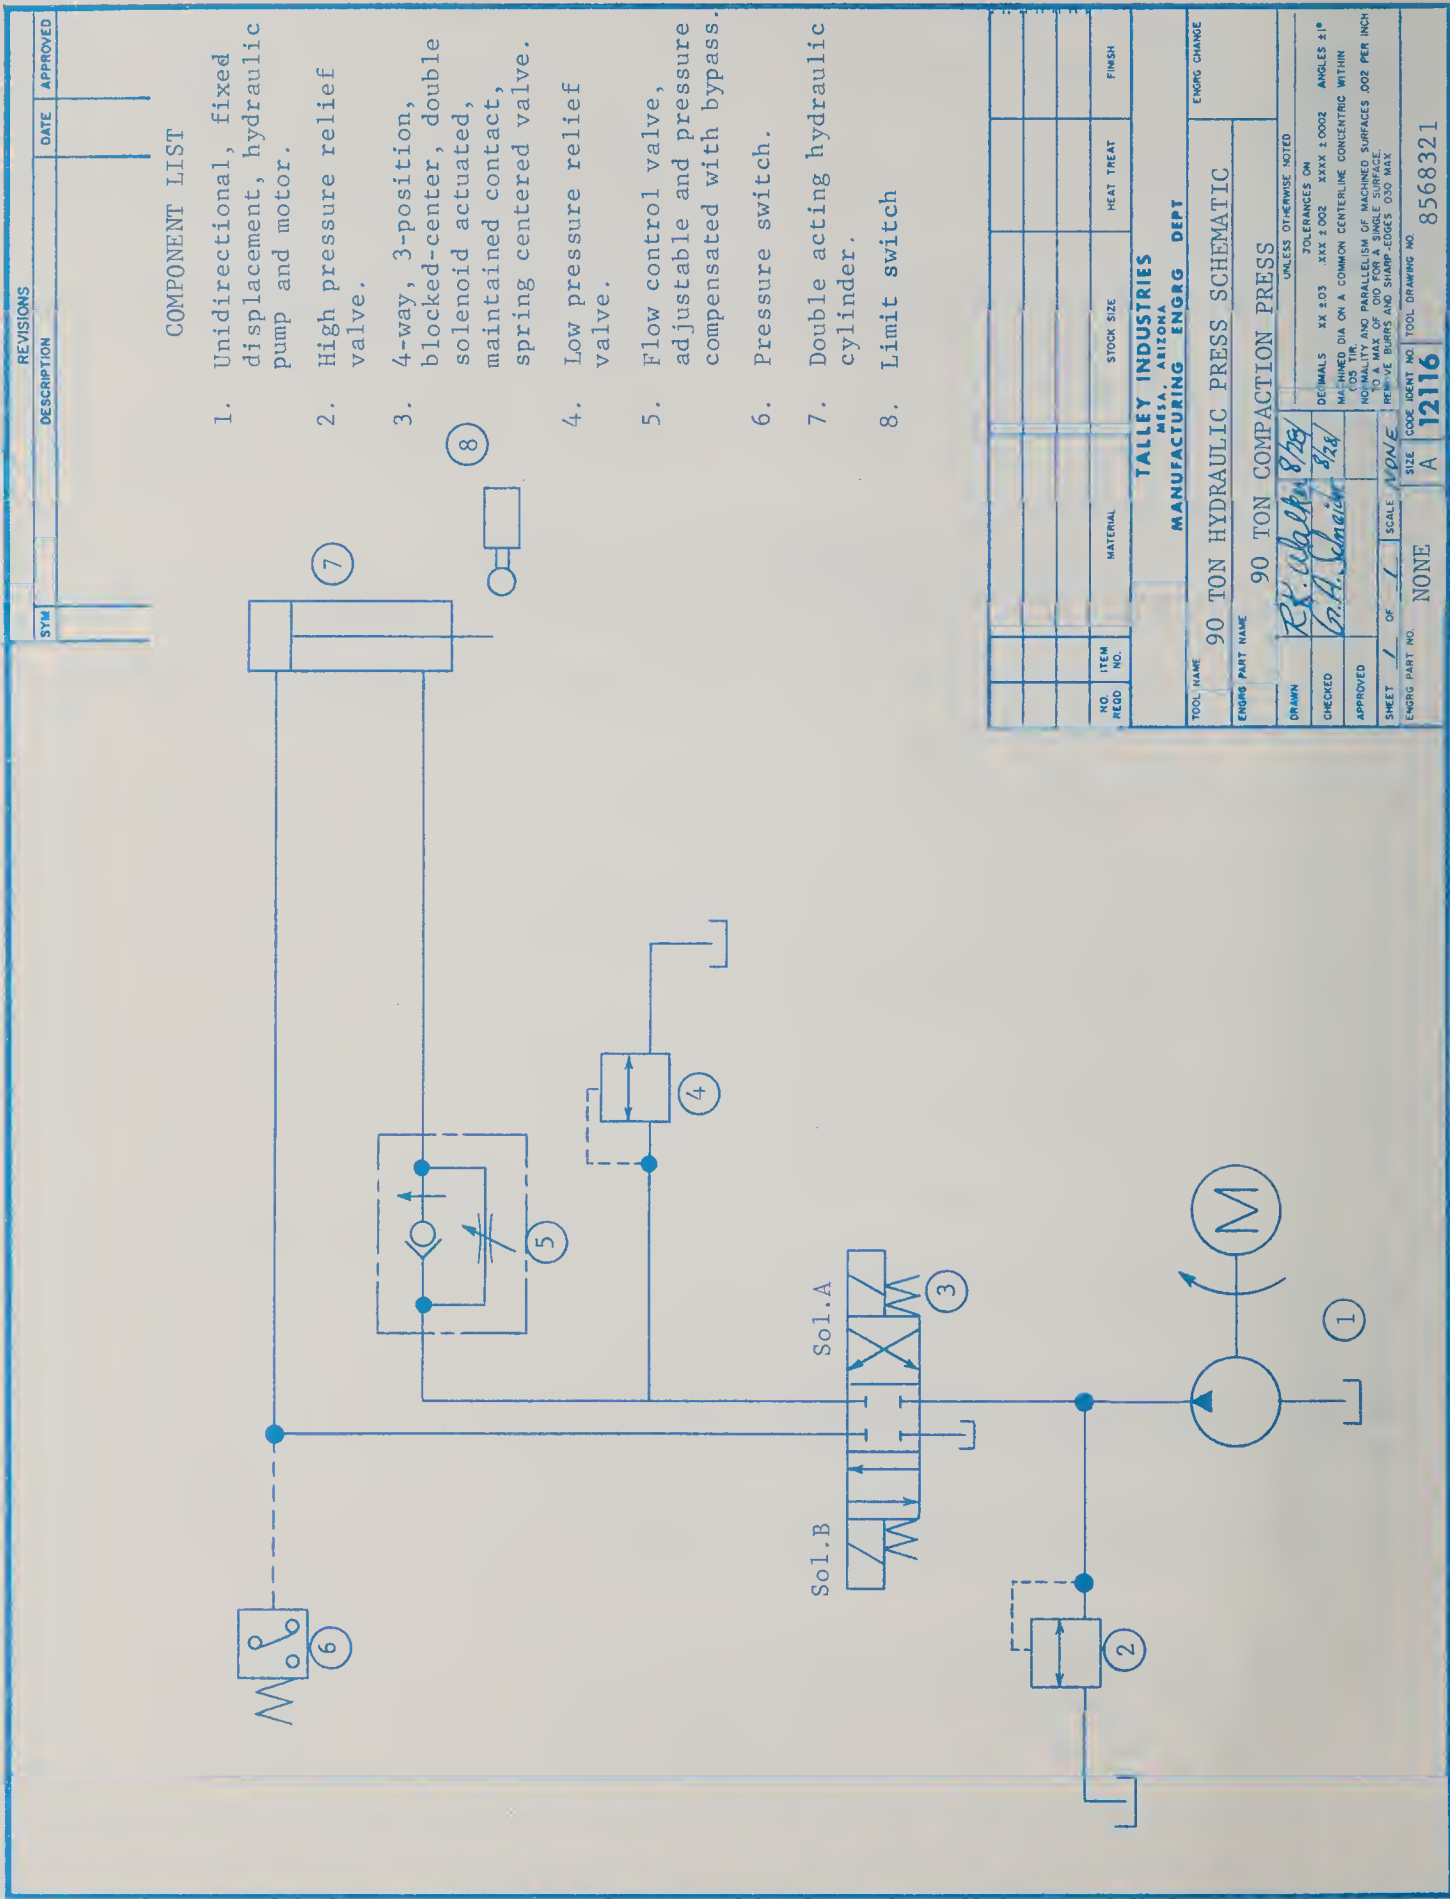 REVISIONS
SYM DESCRIPTION DATE APPROVED
COMPONENT LIST
1. Unidirectional, fixed
displacement, hydraulic
pump and motor.
2. High pressure relief
valve.
3. 4-way, 3-position,
blocked-center, double
solenoid actuated,
maintained contact,
spring centered valve.
4. Low pressure relief
valve.
5. Flow control valve,
adjustable and pressure
compensated with bypass.
6. Pressure switch.
7. Double acting hydraulic
cylinder.
8. Limit switch
7
8
6
5
4
Sol.B
Sol.A
3
2
M
1
NO. REQD
ITEM NO.
MATERIAL
STOCK SIZE
HEAT TREAT
FINISH
TALLEY INDUSTRIES
MESA, ARIZONA
MANUFACTURING ENGRG DEPT
TOOL NAME
90 TON HYDRAULIC PRESS SCHEMATIC
ENGRG CHANGE
ENGRG PART NAME
90 TON COMPACTION PRESS
DRAWN R.K. Walker 8/28/
CHECKED G.A. 8/28/
APPROVED
SHEET 1 OF 1 SCALE NONE
UNLESS OTHERWISE NOTED
TOLERANCES ON
DECIMALS XX ±.03 .XXX ±.002 XXXX ±.0002 ANGLES ±1°
MACHINED DIA ON A COMMON CENTERLINE CONCENTRIC WITHIN
.005 TIR.
NORMALITY AND PARALLELISM OF MACHINED SURFACES .002 PER INCH
TO A MAX OF .010 FOR A SINGLE SURFACE.
REMOVE BURRS AND SHARP EDGES .030 MAX
ENGRG PART NO.
NONE
SIZE
A
CODE IDENT NO.
12116
TOOL DRAWING NO.
8568321